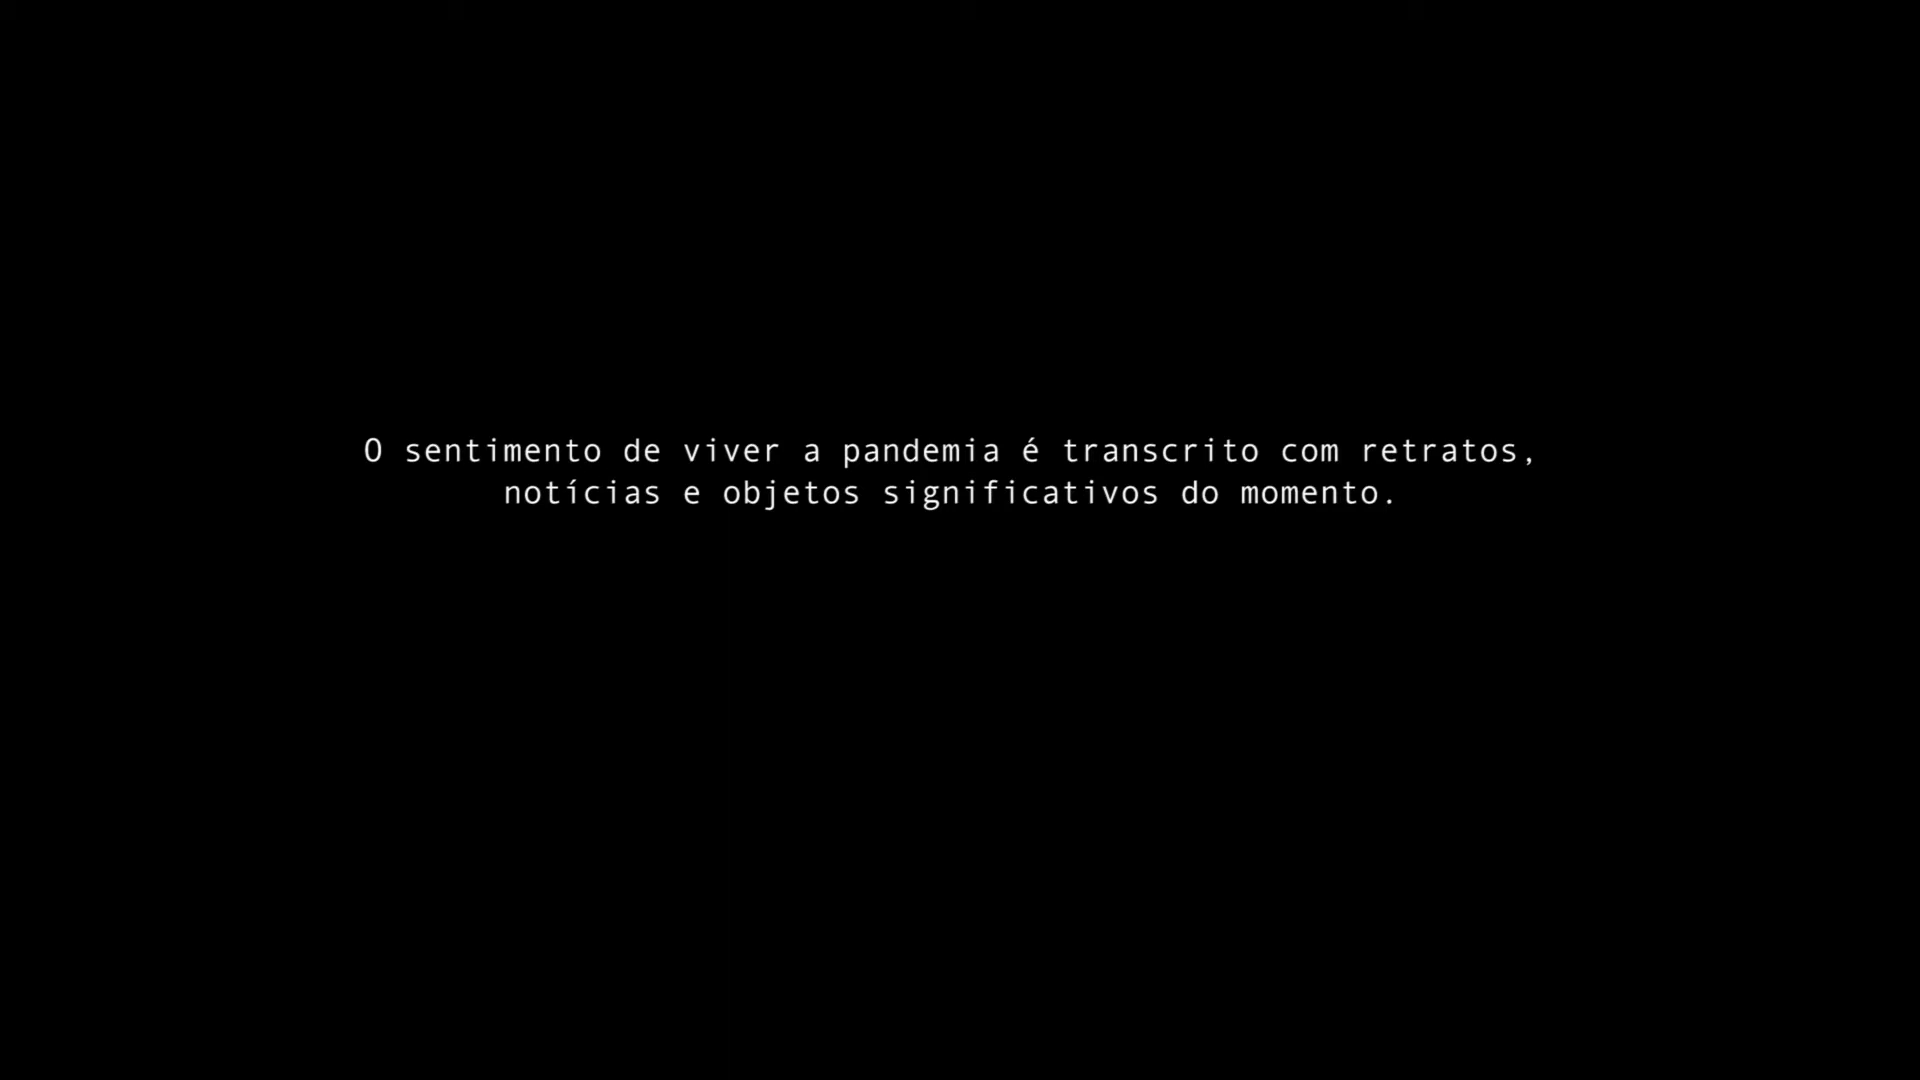 O sentimento de viver a pandemia é transcrito com retratos,
notícias e objetos significativos do momento.